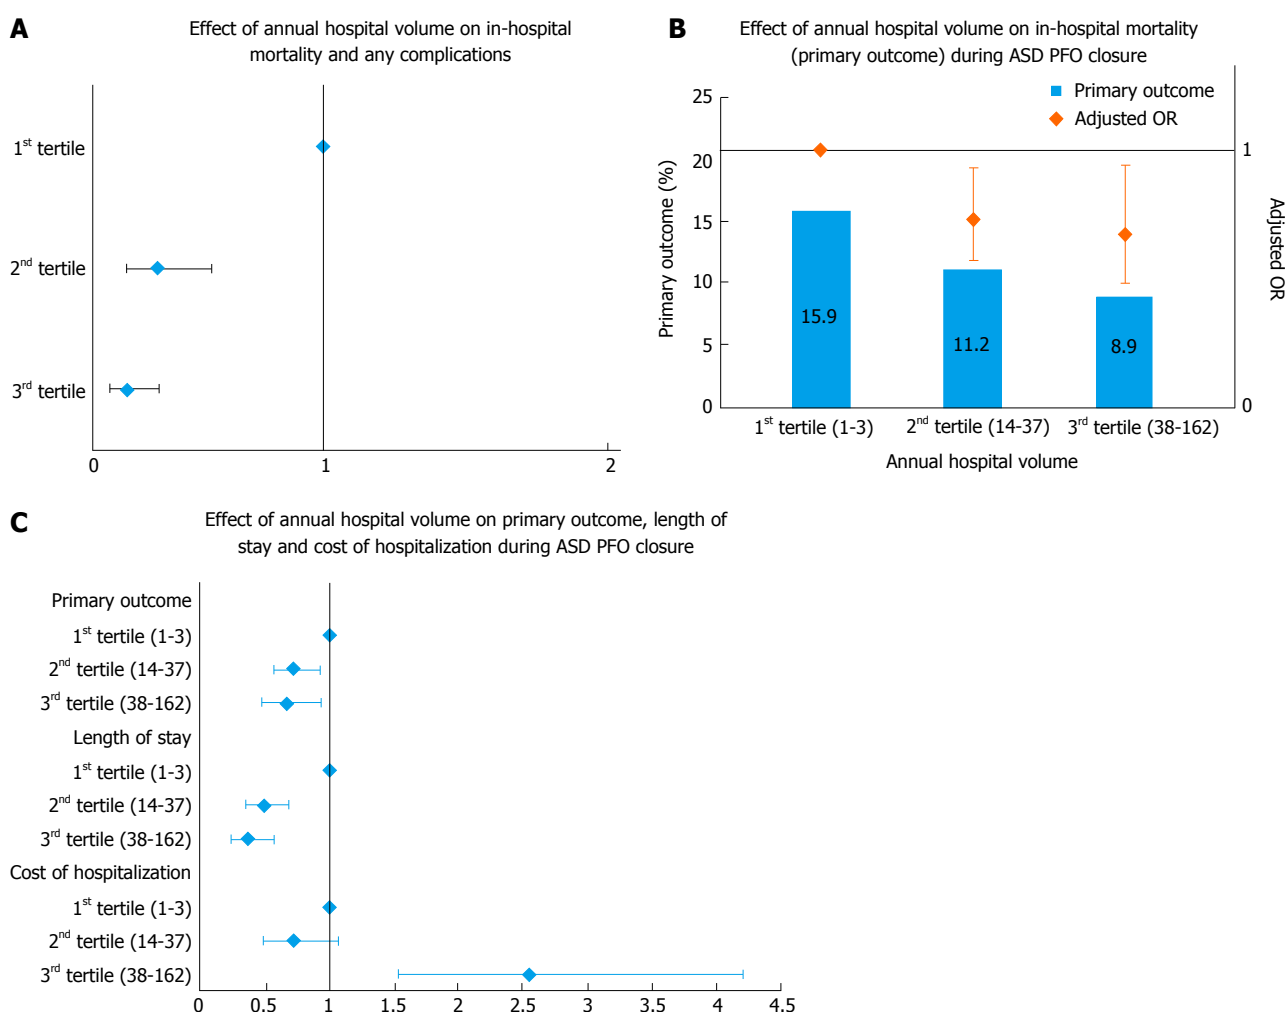 A
Effect of annual hospital volume on in-hospital
mortality and any complications
1st tertile
2nd tertile
3rd tertile
0
1
2
B
Effect of annual hospital volume on in-hospital mortality
(primary outcome) during ASD PFO closure
Primary outcome
Adjusted OR
Primary outcome (%)
25
20
15
10
5
0
15.9
11.2
8.9
1
0
Adjusted OR
1st tertile (1-3)
2nd tertile (14-37)
3rd tertile (38-162)
Annual hospital volume
C
Effect of annual hospital volume on primary outcome, length of
stay and cost of hospitalization during ASD PFO closure
Primary outcome
1st tertile (1-3)
2nd tertile (14-37)
3rd tertile (38-162)
Length of stay
1st tertile (1-3)
2nd tertile (14-37)
3rd tertile (38-162)
Cost of hospitalization
1st tertile (1-3)
2nd tertile (14-37)
3rd tertile (38-162)
0
0.5
1
1.5
2
2.5
3
3.5
4
4.5